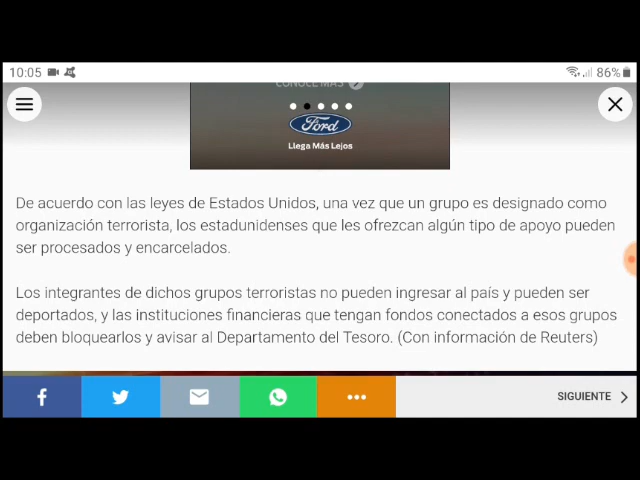 10:05 86%
CONOCE MÁS
Ford
Llega Más Lejos
De acuerdo con las leyes de Estados Unidos, una vez que un grupo es designado como
organización terrorista, los estadunidenses que les ofrezcan algún tipo de apoyo pueden
ser procesados y encarcelados.
Los integrantes de dichos grupos terroristas no pueden ingresar al país y pueden ser
deportados, y las instituciones financieras que tengan fondos conectados a esos grupos
deben bloquearlos y avisar al Departamento del Tesoro. (Con información de Reuters)
SIGUIENTE